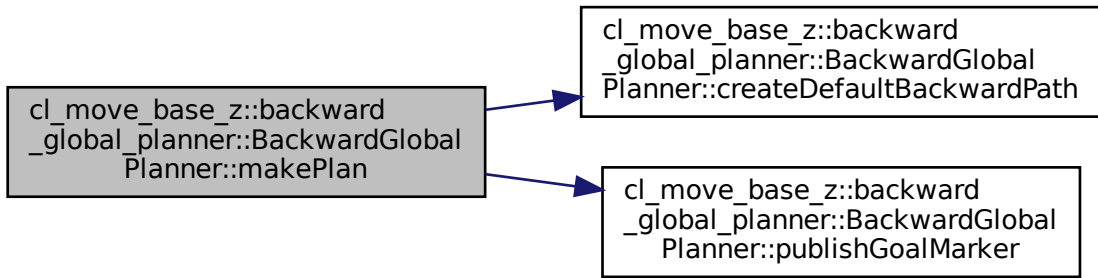 cl_move_base_z::backward
_global_planner::BackwardGlobal
Planner::makePlan
cl_move_base_z::backward
_global_planner::BackwardGlobal
Planner::createDefaultBackwardPath
cl_move_base_z::backward
_global_planner::BackwardGlobal
Planner::publishGoalMarker